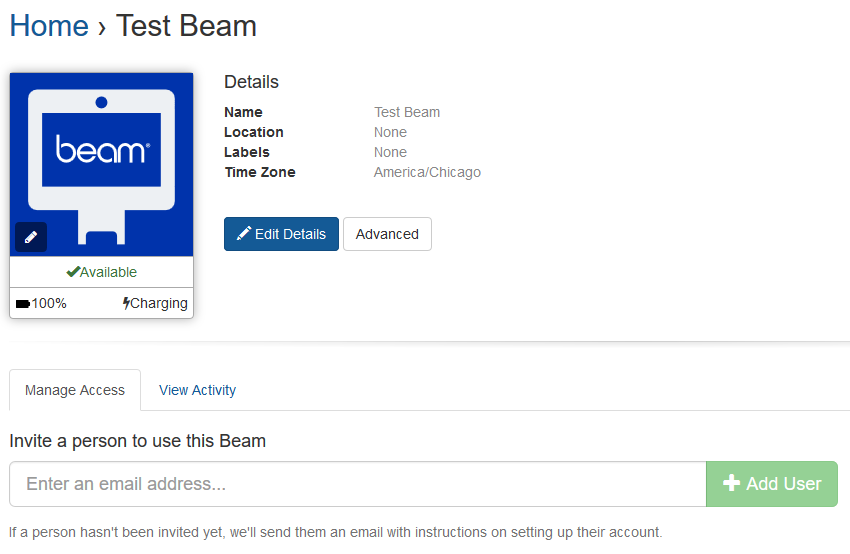 Home › Test Beam
beam®
Available
100% Charging
Details
Name Test Beam
Location None
Labels None
Time Zone America/Chicago
Edit Details Advanced
Manage Access View Activity
Invite a person to use this Beam
Enter an email address... Add User
If a person hasn't been invited yet, we'll send them an email with instructions on setting up their account.